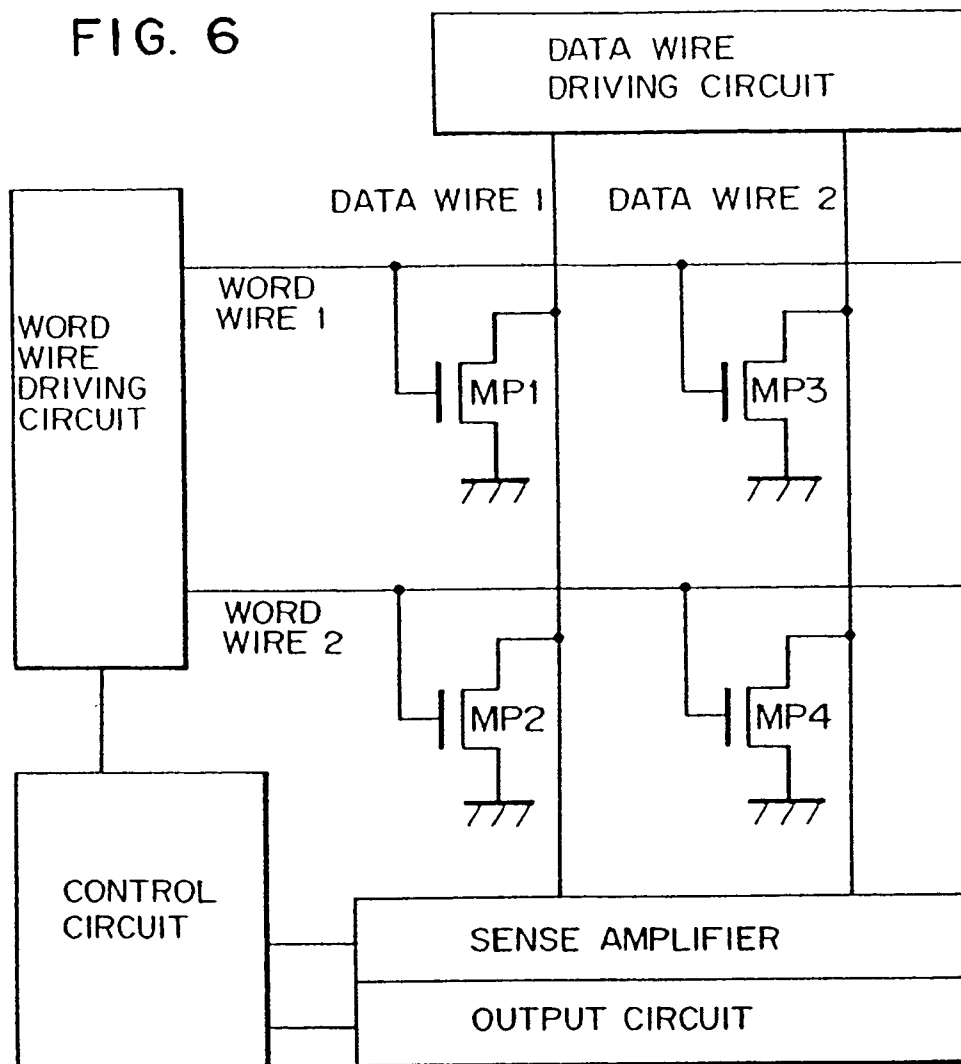 FIG. 6
DATA WIRE
DRIVING CIRCUIT
DATA WIRE 1
DATA WIRE 2
WORD
WIRE 1
WORD
WIRE
DRIVING
CIRCUIT
MP1
MP3
WORD
WIRE 2
MP2
MP4
CONTROL
CIRCUIT
SENSE AMPLIFIER
OUTPUT CIRCUIT